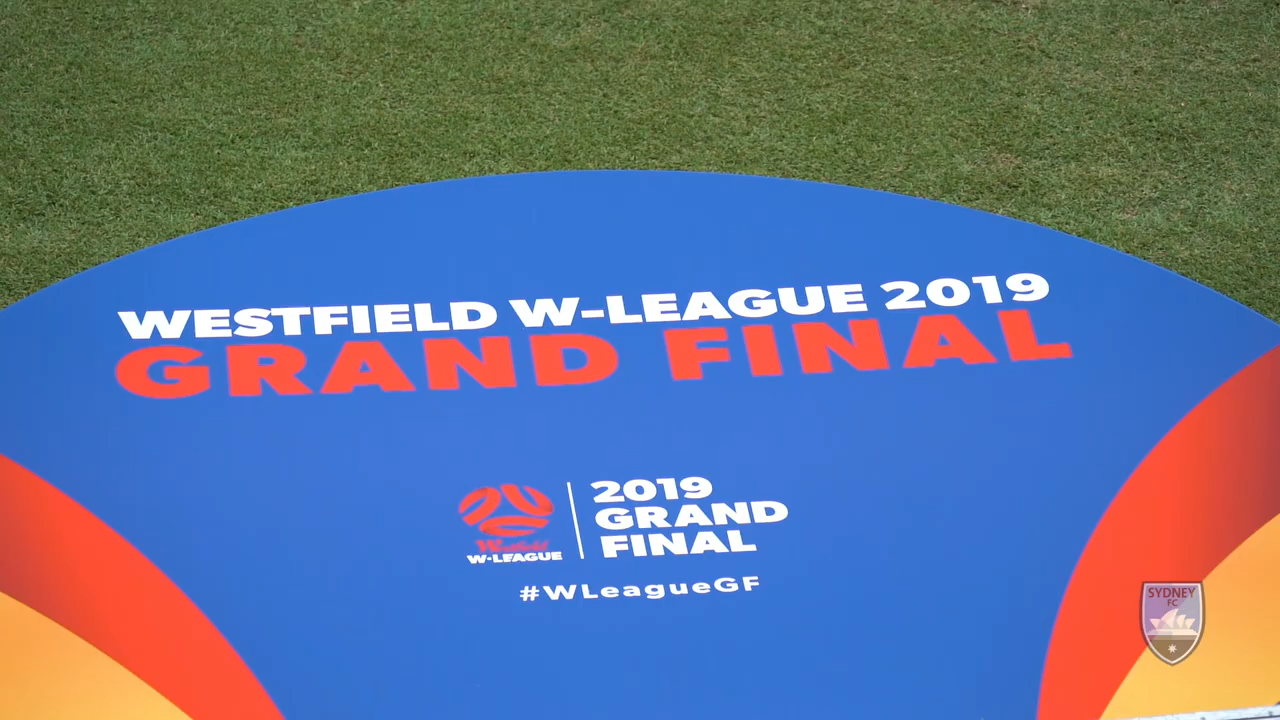 WESTFIELD W-LEAGUE 2019
GRAND FINAL
2019
GRAND
FINAL
Westfield
W-LEAGUE
#WLeagueGF
SYDNEY
FC